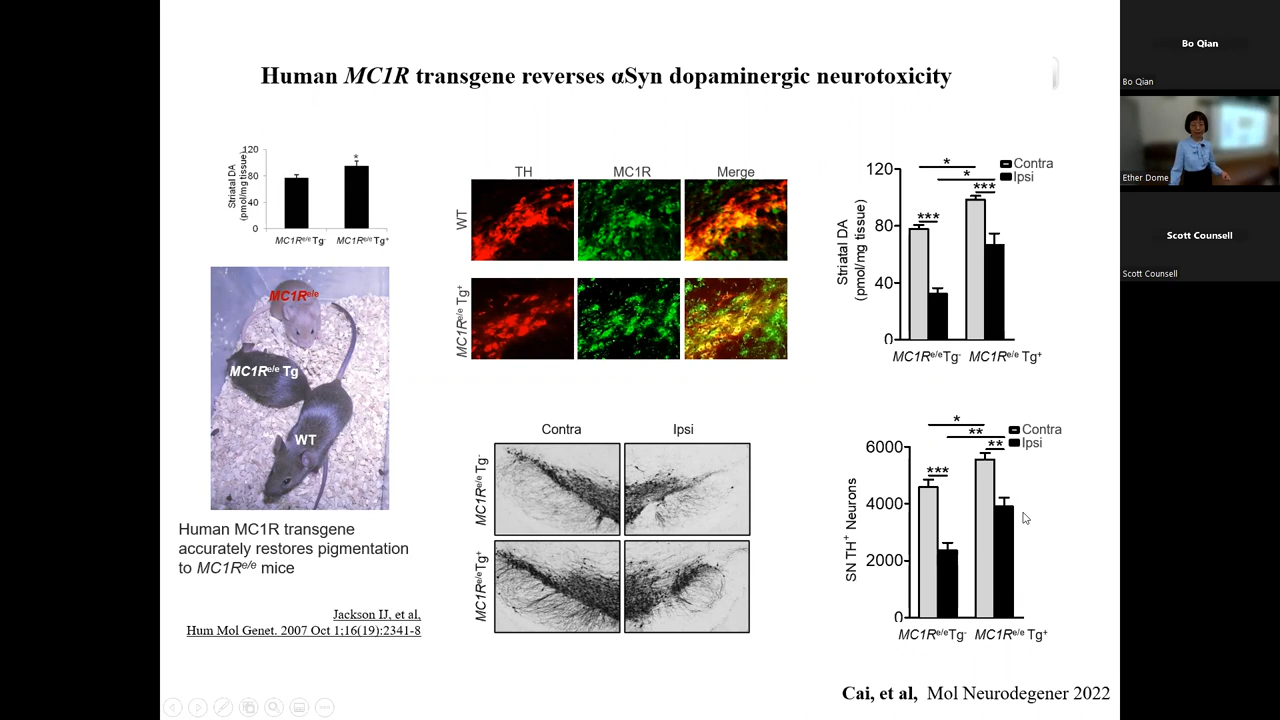 Human MC1R transgene reverses αSyn dopaminergic neurotoxicity
Striatal DA
(pmol/mg tissue)
120
80
40
0
*
MC1Re/e Tg-
MC1Re/e Tg+
MC1Re/e
MC1Re/e Tg
WT
Human MC1R transgene
accurately restores pigmentation
to MC1Re/e mice
Jackson IJ, et al,
Hum Mol Genet. 2007 Oct 1;16(19):2341-8
TH
MC1R
Merge
WT
MC1Re/e Tg+
Contra
Ipsi
MC1Re/e Tg-
MC1Re/eTg+
Contra
Ipsi
*
*
***
***
Striatal DA
(pmol/mg tissue)
120
80
40
0
MC1Re/eTg-
MC1Re/e Tg+
Contra
Ipsi
*
**
**
***
SN TH+ Neurons
6000
4000
2000
0
MC1Re/eTg-
MC1Re/e Tg+
Cai, et al, Mol Neurodegener 2022
Bo Qian
Bo Qian
Ether Dome
Scott Counsell
Scott Counsell